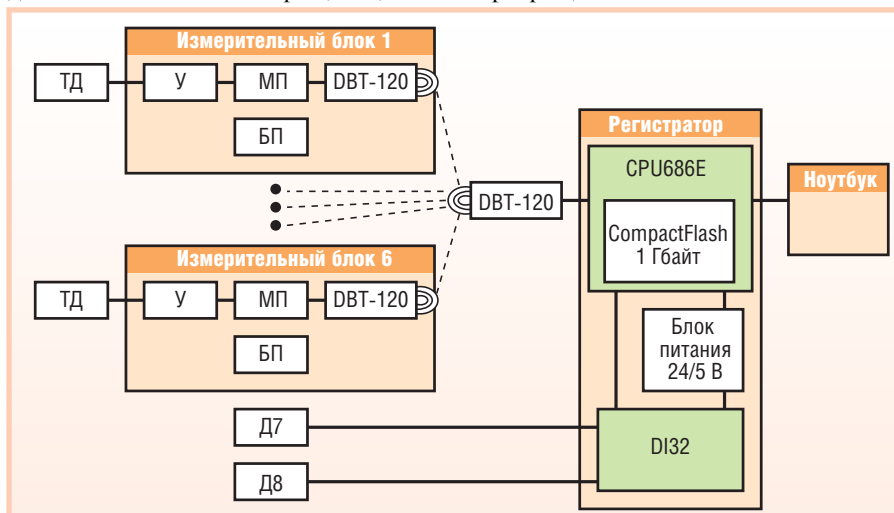 Измерительный блок 1
ТД
У
МП
DBT-120
БП
Регистратор
CPU686E
Ноутбук
DBT-120
CompactFlash
1 Гбайт
Измерительный блок 6
ТД
У
МП
DBT-120
БП
Блок
питания
24/5 В
Д7
DI32
Д8